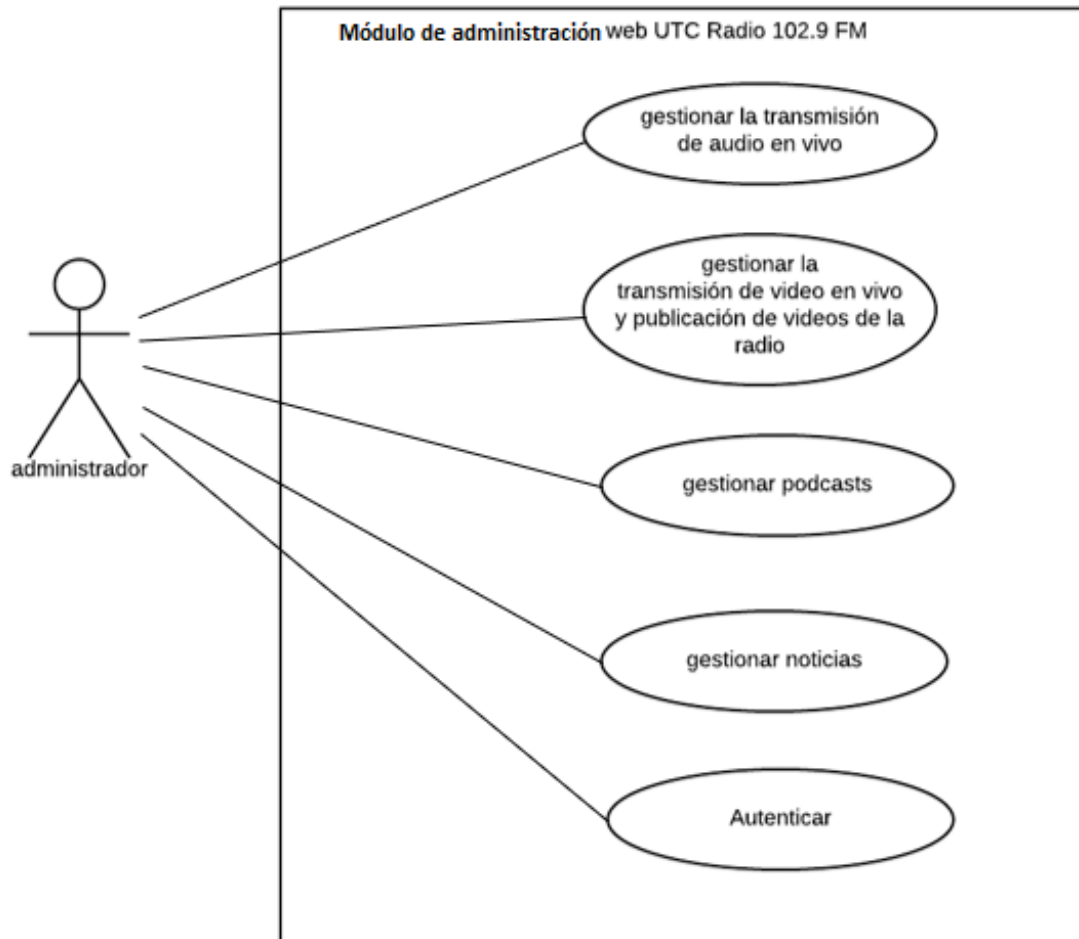 Módulo de administración web UTC Radio 102.9 FM
gestionar la transmisión
de audio en vivo
gestionar la
transmisión de video en vivo
y publicación de videos de la
radio
administrador
gestionar podcasts
gestionar noticias
Autenticar